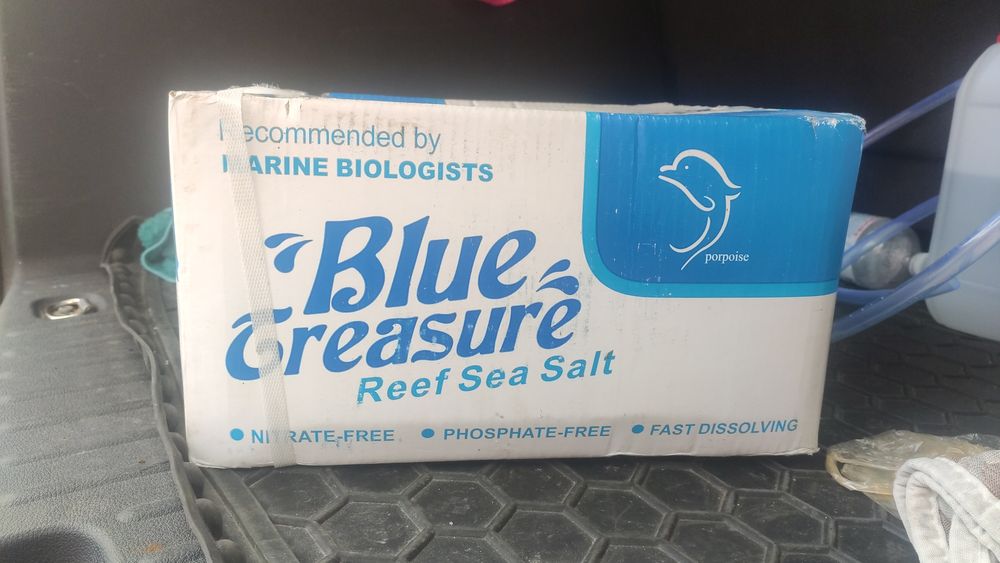 Recommended by
MARINE BIOLOGISTS
porpoise
Blue
Treasure
Reef Sea Salt
• NITRATE-FREE • PHOSPHATE-FREE • FAST DISSOLVING